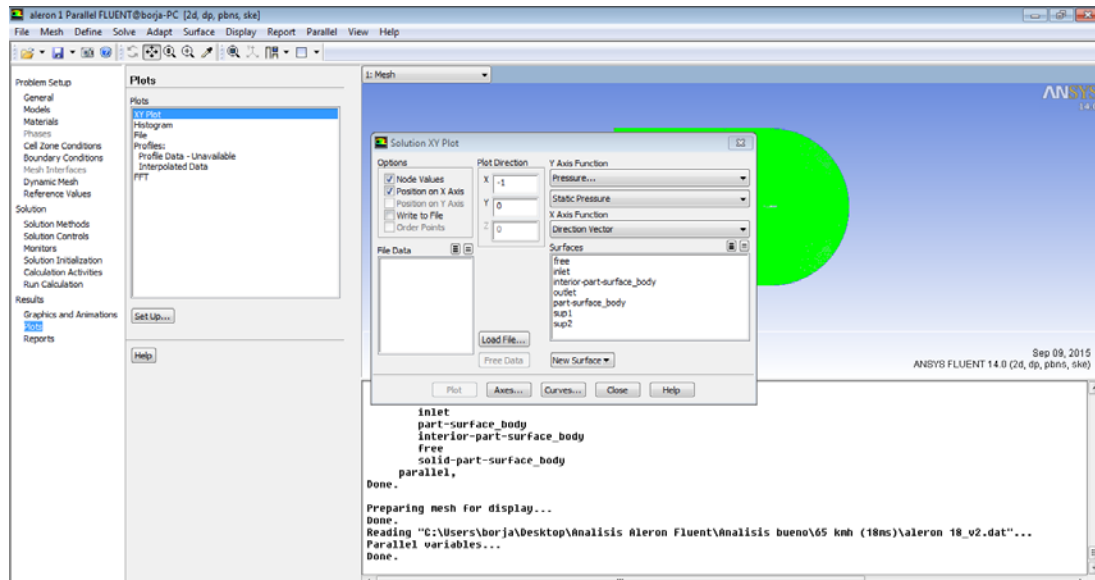 aleron 1 Parallel FLUENT@borja-PC [2d, dp, pbns, ske]
File Mesh Define Solve Adapt Surface Display Report Parallel View Help
Problem Setup
General
Models
Materials
Phases
Cell Zone Conditions
Boundary Conditions
Mesh Interfaces
Dynamic Mesh
Reference Values
Solution
Solution Methods
Solution Controls
Monitors
Solution Initialization
Calculation Activities
Run Calculation
Results
Graphics and Animations
Plots
Reports
Plots
Plots
XY Plot
Histogram
File
Profiles:
Profile Data - Unavailable
Interpolated Data
FFT
Set Up...
Help
1: Mesh
ANSYS
Solution XY Plot
Options
Node Values
Position on X Axis
Position on Y Axis
Write to File
Order Points
Plot Direction
X -1
Y 0
Z 0
Y Axis Function
Pressure...
Static Pressure
X Axis Function
Direction Vector
File Data
Surfaces
free
inlet
interior-part-surface_body
outlet
part-surface_body
sup1
sup2
Load File...
Free Data
New Surface
Plot Axes... Curves... Close Help
Sep 09, 2015
ANSYS FLUENT 14.0 (2d, dp, pbns, ske)
inlet
part-surface_body
interior-part-surface_body
free
solid-part-surface_body
parallel,
Done.
Preparing mesh for display...
Done.
Reading "C:\Users\borja\Desktop\Analisis Aleron Fluent\Analisis bueno\65 kmh (18ms)\aleron 18_v2.dat"...
Parallel variables...
Done.